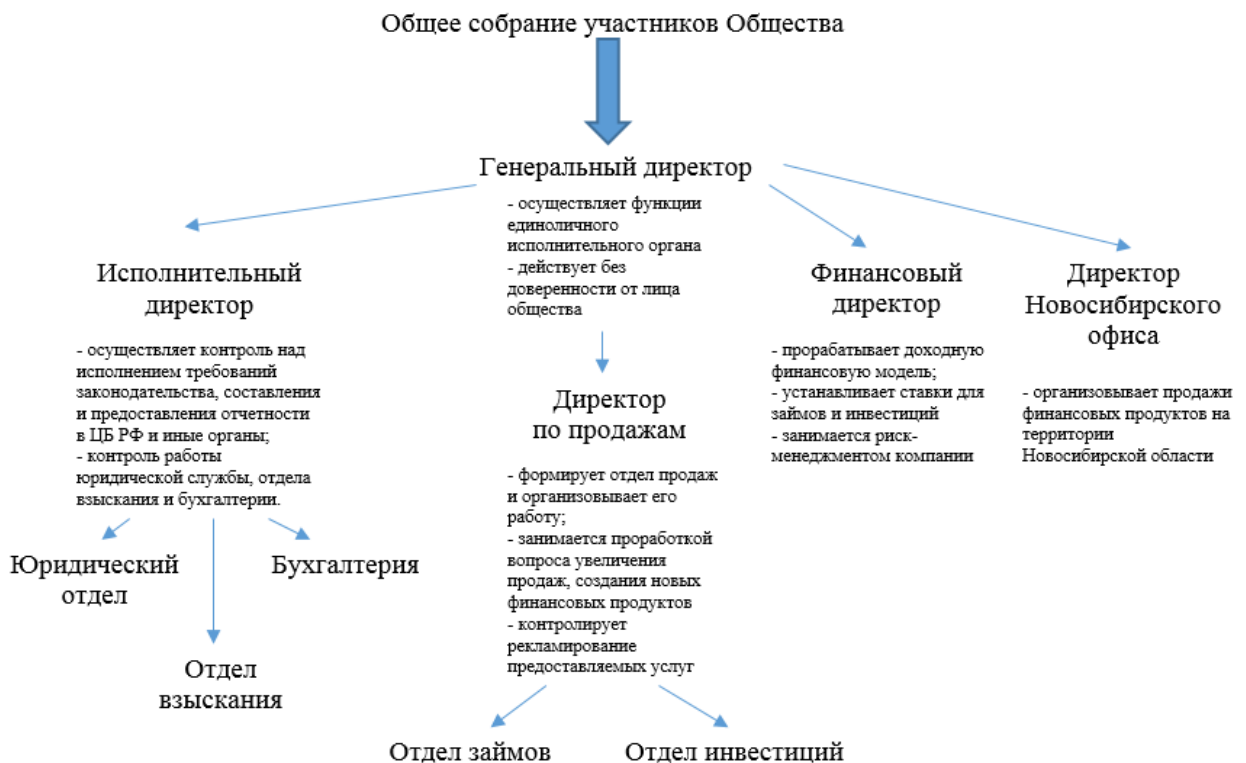 Общее собрание участников Общества
Генеральный директор
- осуществляет функции
единоличного
исполнительного органа
- действует без
доверенности от лица
общества
Исполнительный
директор
- осуществляет контроль над
исполнением требований
законодательства, составления
и предоставления отчетности
в ЦБ РФ и иные органы;
- контроль работы
юридической службы, отдела
взыскания и бухгалтерии.
Юридический
отдел
Отдел
взыскания
Бухгалтерия
Директор
по продажам
- формирует отдел продаж
и организовывает его
работу;
- занимается проработкой
вопроса увеличения
продаж, создания новых
финансовых продуктов
- контролирует
рекламирование
предоставляемых услуг
Отдел займов
Отдел инвестиций
Финансовый
директор
- прорабатывает доходную
финансовую модель;
- устанавливает ставки для
займов и инвестиций
- занимается риск-
менеджментом компании
Директор
Новосибирского
офиса
- организовывает продажи
финансовых продуктов на
территории
Новосибирской области